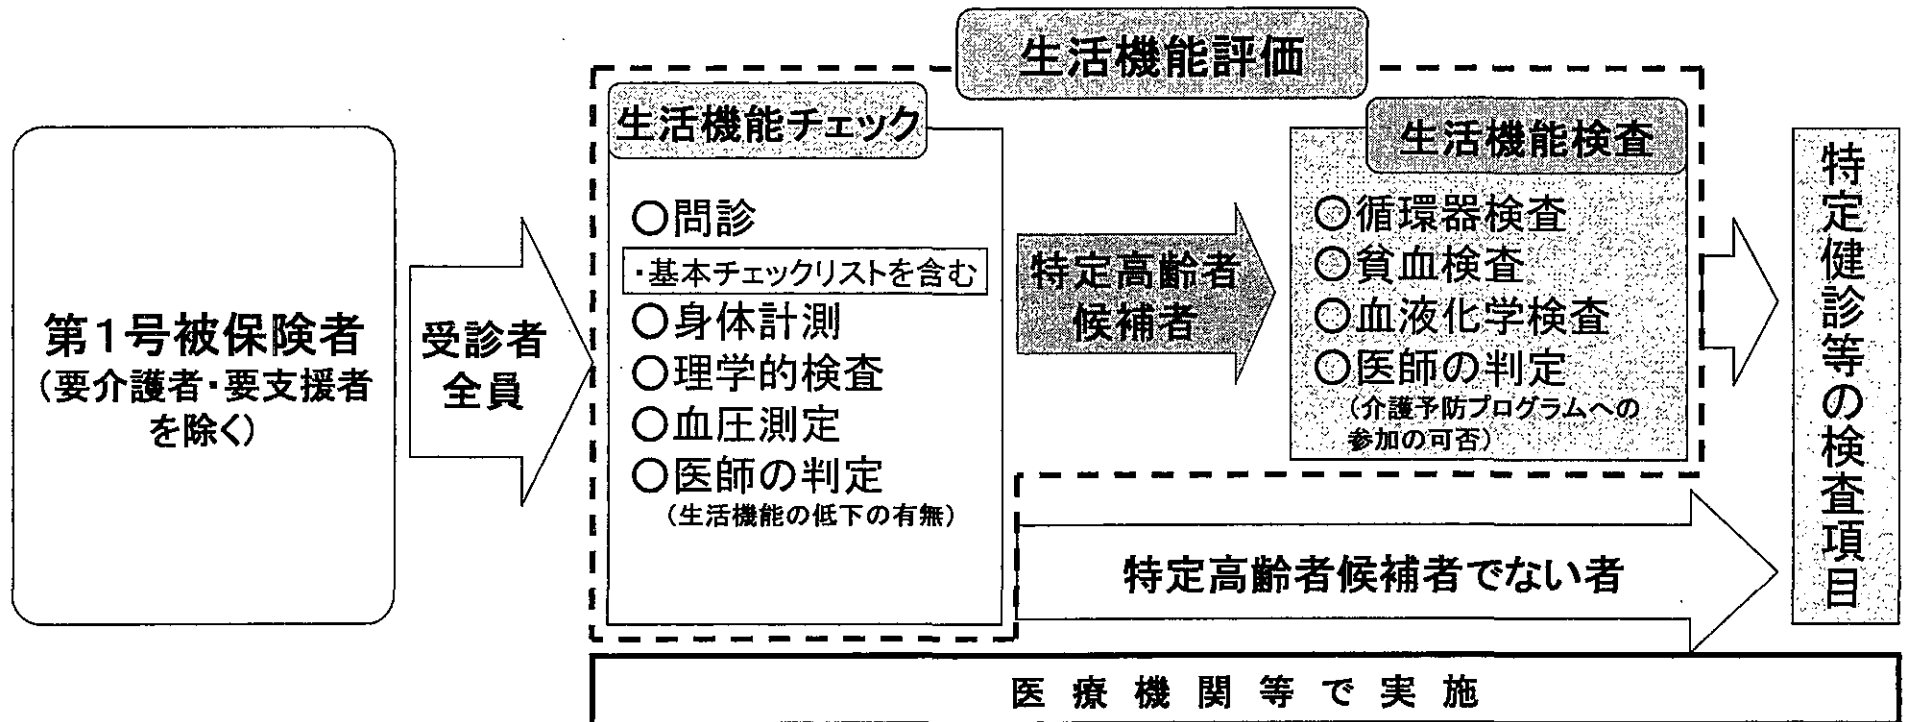 生活機能評価
第1号被保険者
(要介護者・要支援者
を除く)
受診者
全員
生活機能チェック
○問診
・基本チェックリストを含む
○身体計測
○理学的検査
○血圧測定
○医師の判定
(生活機能の低下の有無)
特定高齢者
候補者
生活機能検査
○循環器検査
○貧血検査
○血液化学検査
○医師の判定
(介護予防プログラムへの
参加の可否)
特定高齢者候補者でない者
特定健診等の検査項目
医療機関等で実施